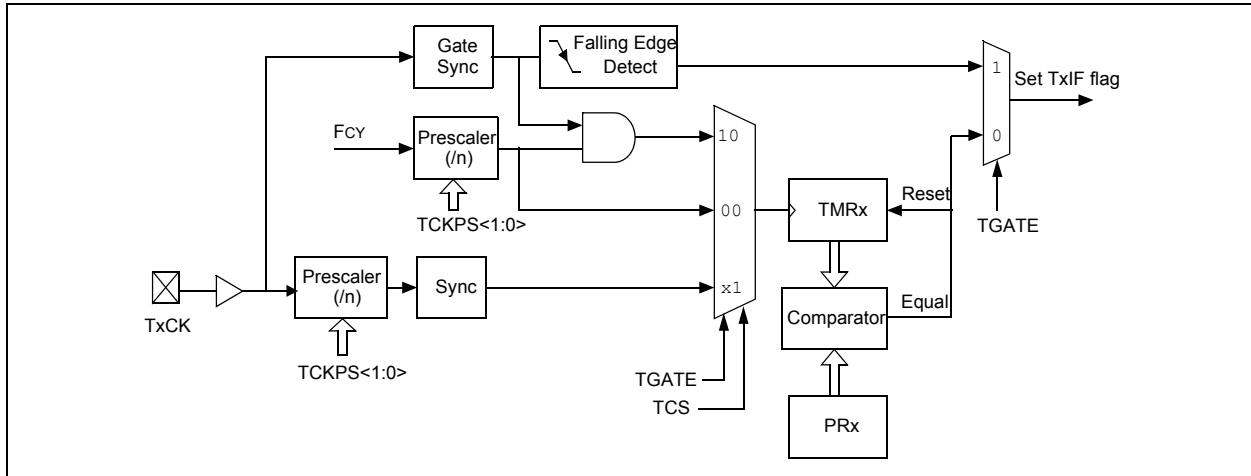 Gate
Sync
Falling Edge
Detect
1
Set TxIF flag
0
FCY
Prescaler
(/n)
10
TCKPS<1:0>
00
TMRx
Reset
TGATE
TxCK
Prescaler
(/n)
Sync
x1
Comparator
Equal
TCKPS<1:0>
TGATE
TCS
PRx